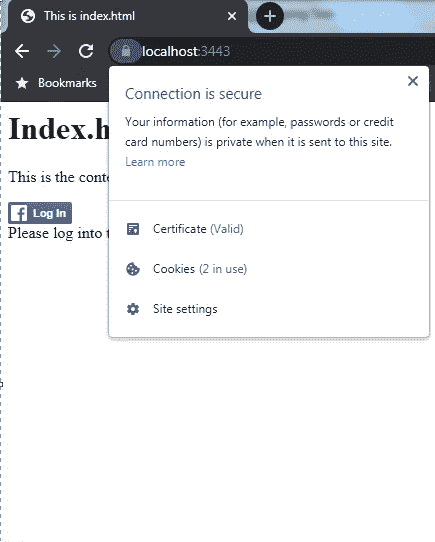 This is index.html
localhost:3443
Bookmarks
Connection is secure
Your information (for example, passwords or credit
card numbers) is private when it is sent to this site.
Learn more
Index.h
This is the conte
Certificate (Valid)
f Log In
Please log into t
Cookies (2 in use)
Site settings